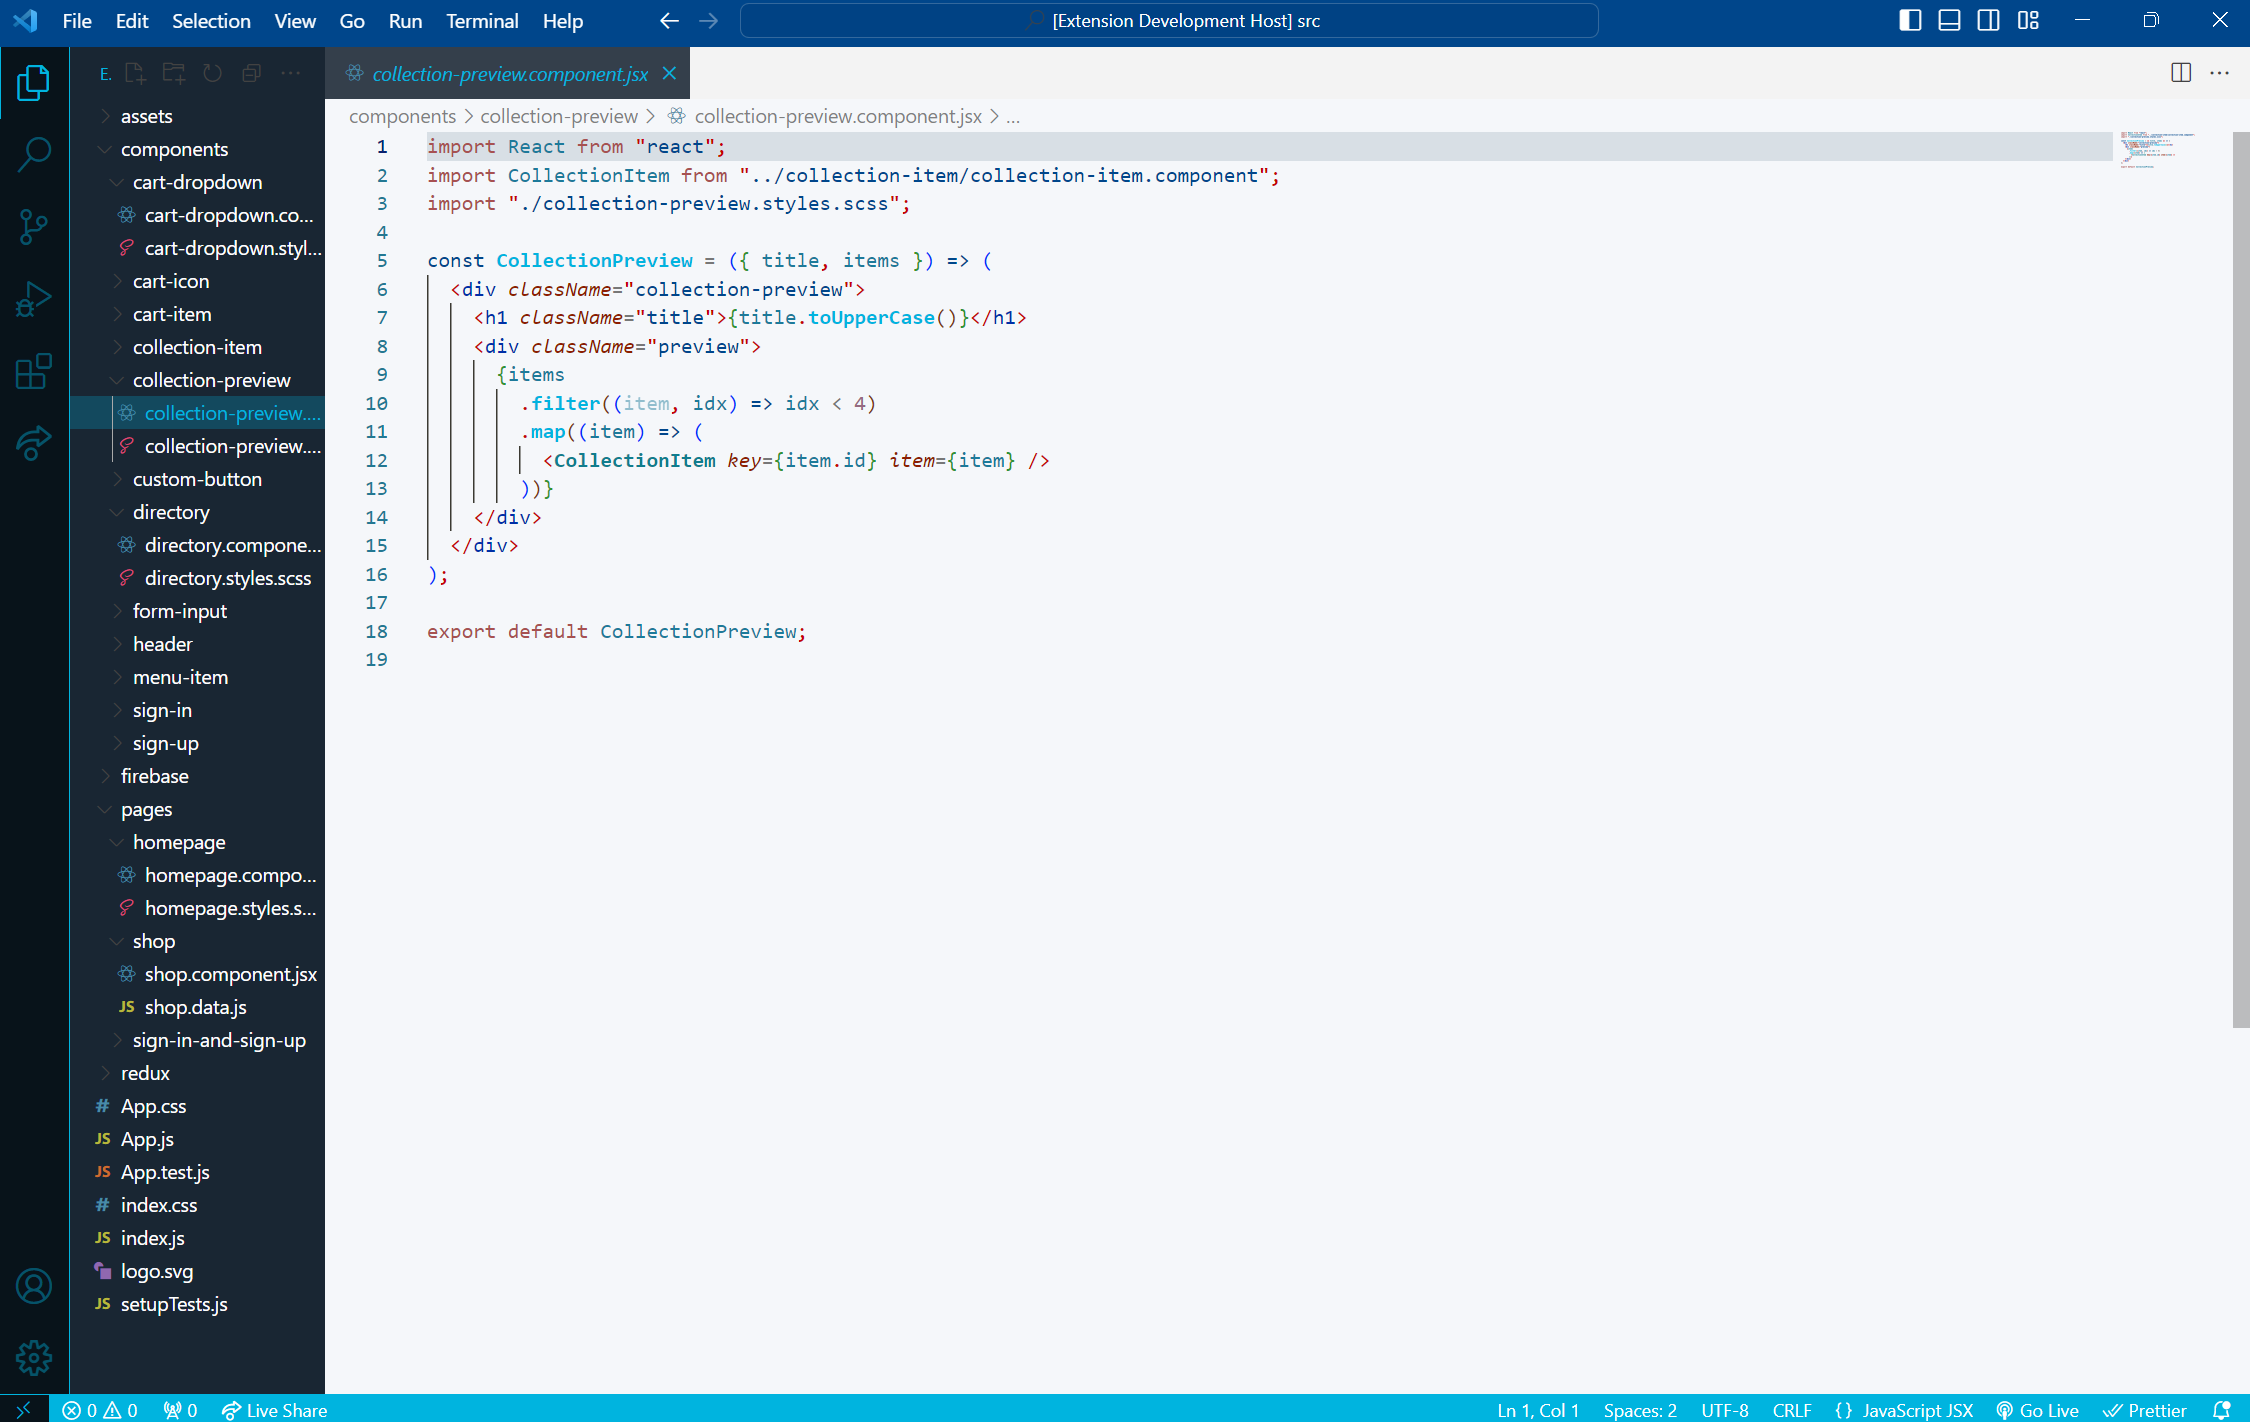 File Edit Selection View Go Run Terminal Help
[Extension Development Host] src
E.
assets
components
cart-dropdown
cart-dropdown.co...
cart-dropdown.styl...
cart-icon
cart-item
collection-item
collection-preview
collection-preview....
collection-preview....
custom-button
directory
directory.compone...
directory.styles.scss
form-input
header
menu-item
sign-in
sign-up
firebase
pages
homepage
homepage.compo...
homepage.styles.s...
shop
shop.component.jsx
JS shop.data.js
sign-in-and-sign-up
redux
# App.css
JS App.js
JS App.test.js
# index.css
JS index.js
logo.svg
JS setupTests.js
collection-preview.component.jsx
components > collection-preview > collection-preview.component.jsx > ...
1 import React from "react";
2 import CollectionItem from "../collection-item/collection-item.component";
3 import "./collection-preview.styles.scss";
4
5 const CollectionPreview = ({ title, items }) => (
6 <div className="collection-preview">
7 <h1 className="title">{title.toUpperCase()}</h1>
8 <div className="preview">
9 {items
10 .filter((item, idx) => idx < 4)
11 .map((item) => (
12 <CollectionItem key={item.id} item={item} />
13 ))}
14 </div>
15 </div>
16 );
17
18 export default CollectionPreview;
19
0 0 0 Live Share
Ln 1, Col 1 Spaces: 2 UTF-8 CRLF {} JavaScript JSX Go Live Prettier